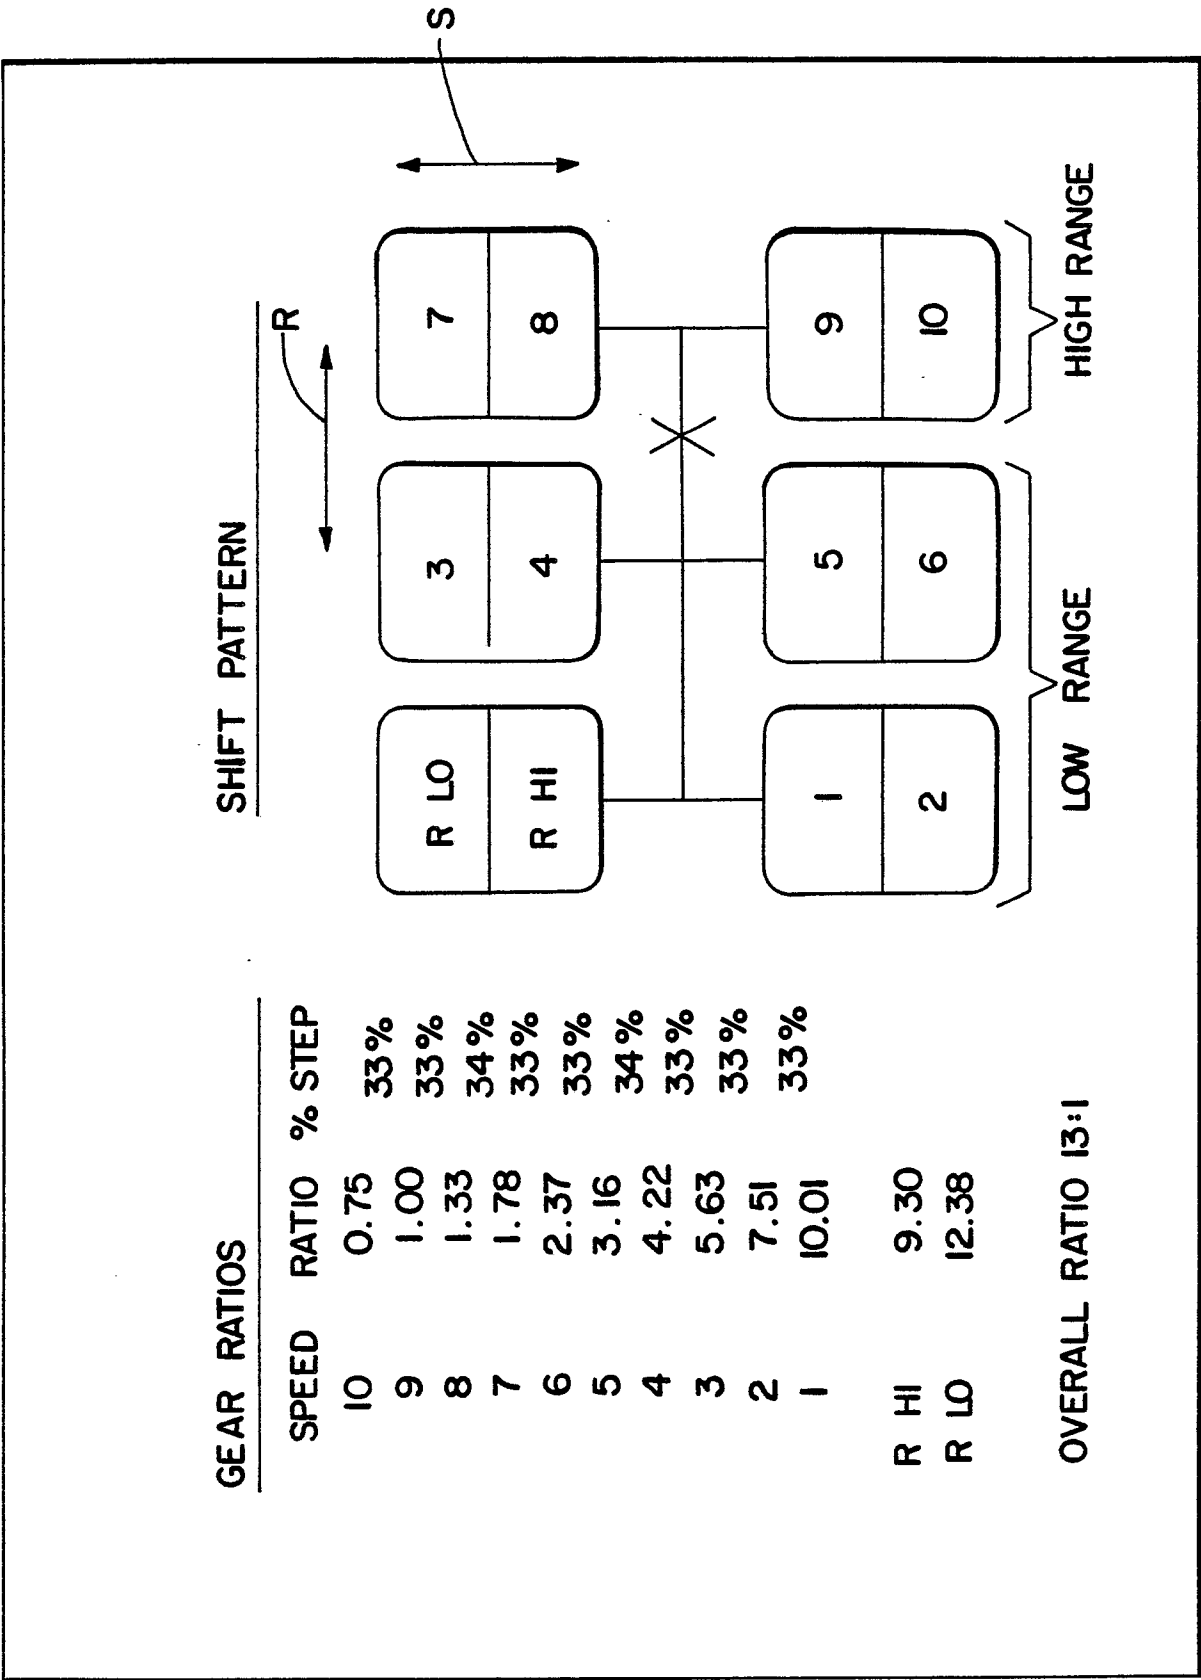 GEAR RATIOS
SPEED RATIO % STEP
10 0.75
33%
9 1.00
33%
8 1.33
34%
7 1.78
33%
6 2.37
33%
5 3.16
34%
4 4.22
33%
3 5.63
33%
2 7.51
33%
1 10.01
R HI 9.30
R LO 12.38
OVERALL RATIO 13:1
SHIFT PATTERN
R
S
R LO 3 7
R HI 4 8
1 5 9
2 6 10
LOW RANGE HIGH RANGE